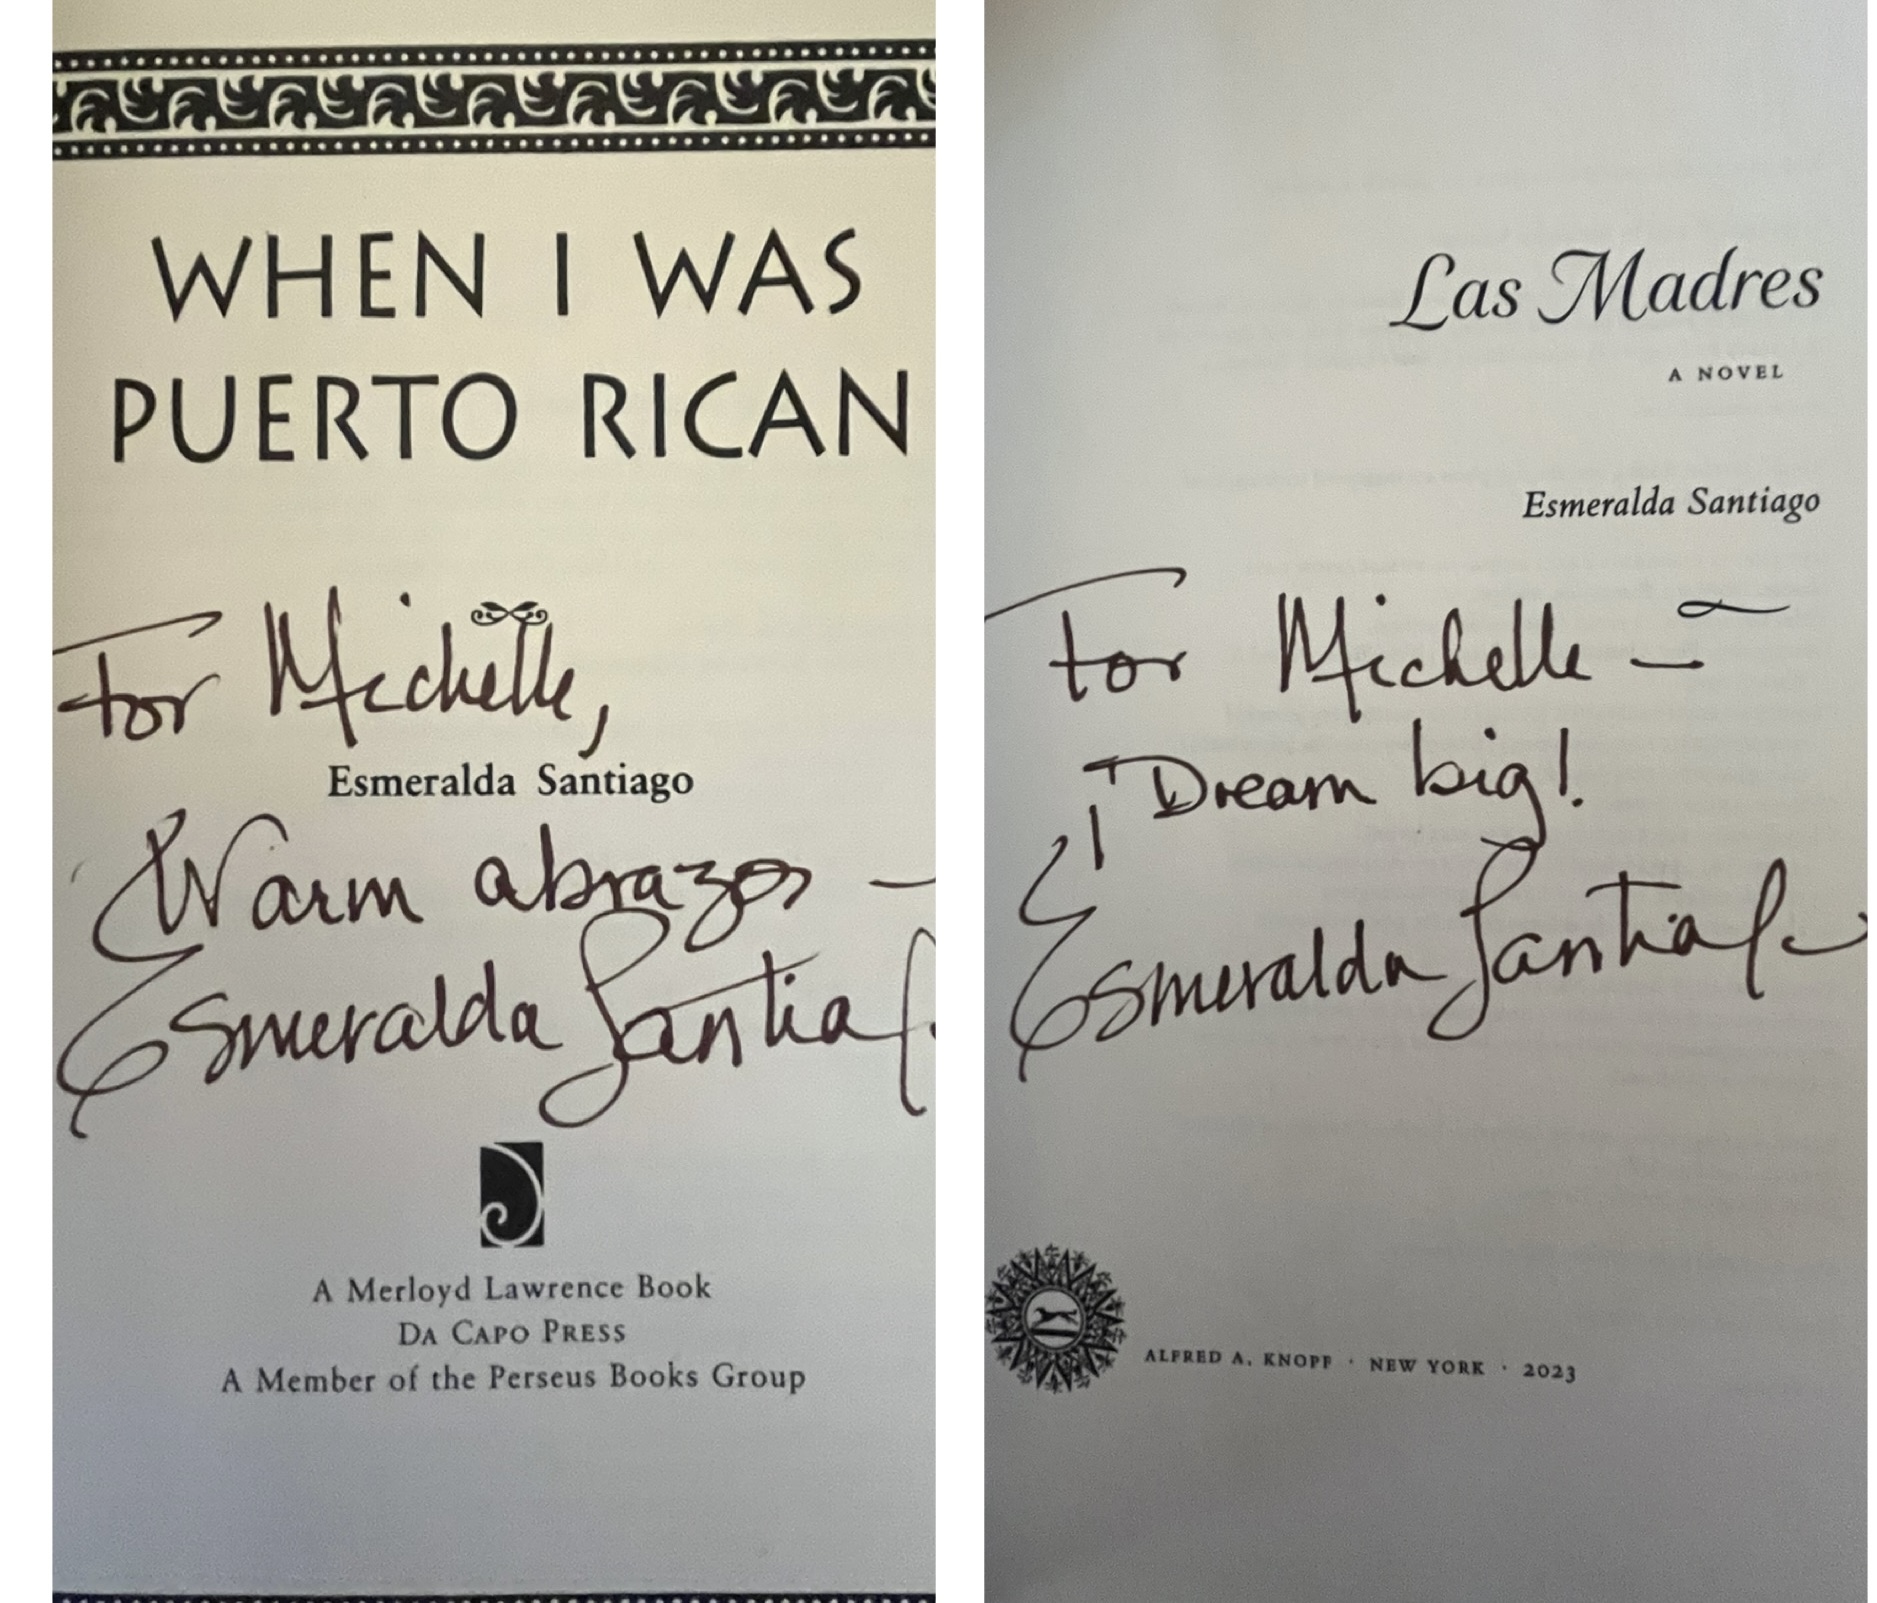 WHEN I WAS
PUERTO RICAN
For Michelle,
Esmeralda Santiago
Warm abrazos –
Esmeralda Santiago
A Merloyd Lawrence Book
DA CAPO PRESS
A Member of the Perseus Books Group
Las Madres
A NOVEL
Esmeralda Santiago
For Michelle –
¡Dream big!
Esmeralda Santiago
ALFRED A. KNOPF · NEW YORK · 2023